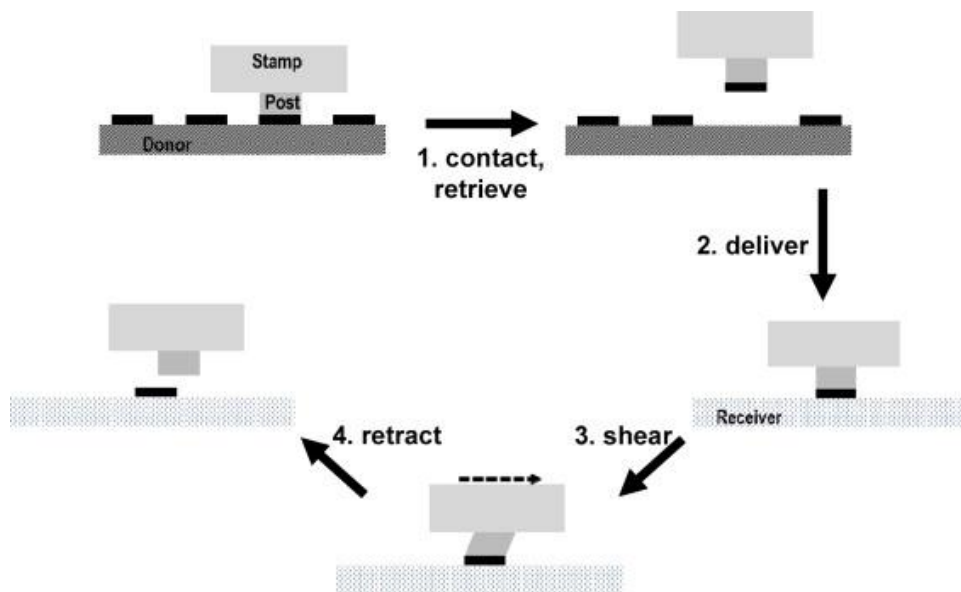 Stamp
Post
Donor
1. contact,
retrieve
2. deliver
Receiver
3. shear
4. retract